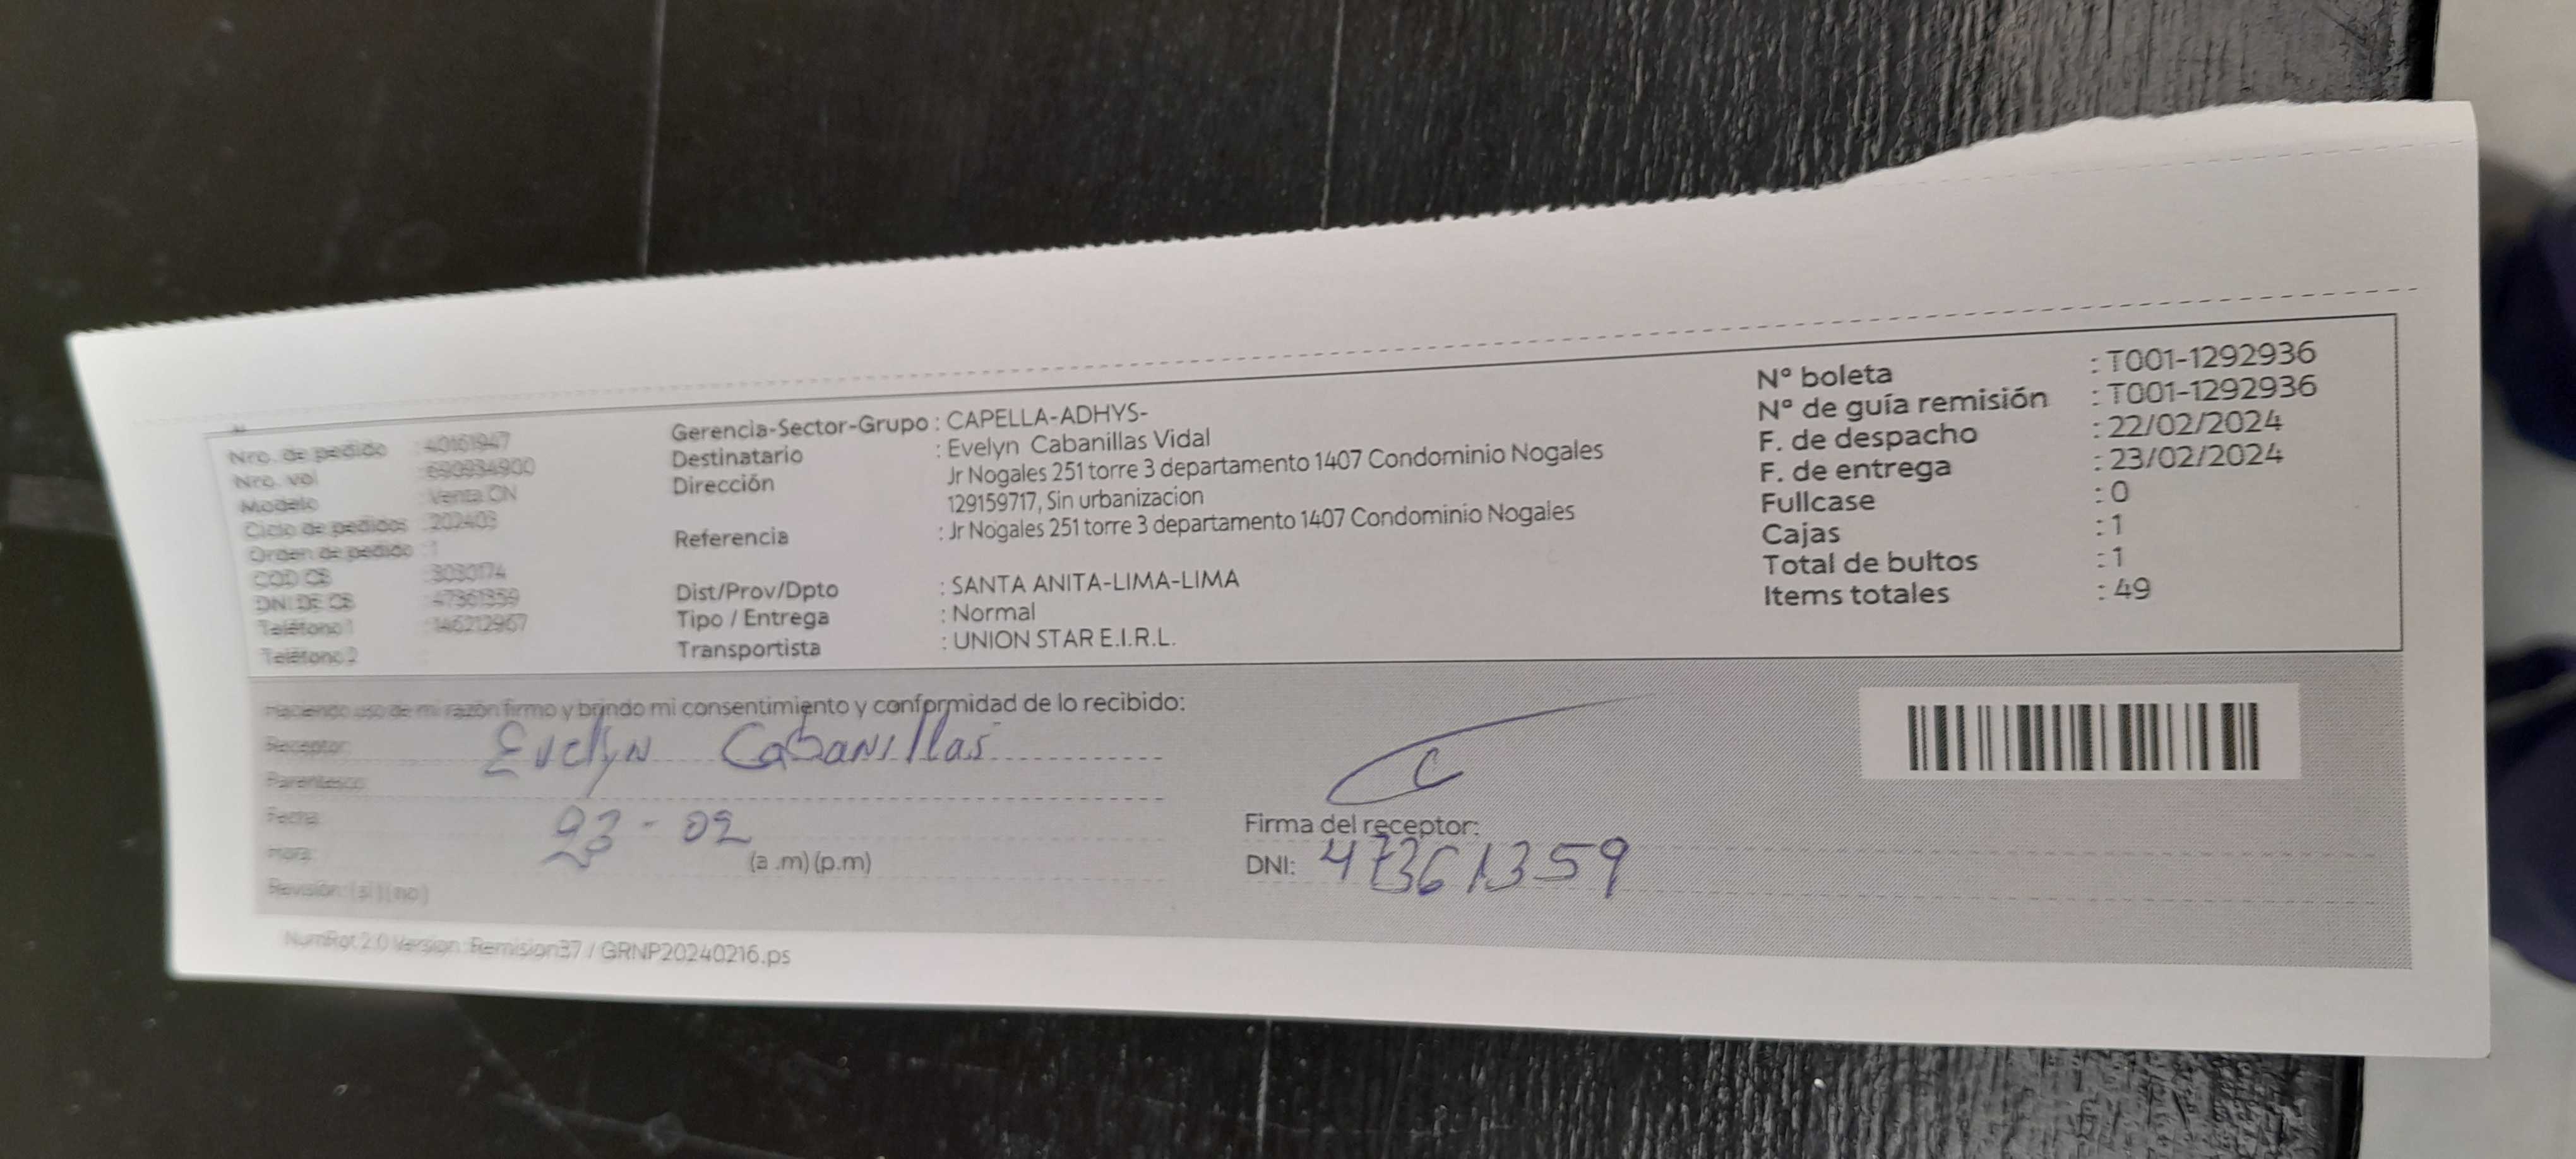 Nro. de pedido : 40161947
Nro. vol : 690934900
Modelo : Venta CN
Ciclo de pedidos : 202403
Orden de pedido : 1
COD CB : 3030174
DNI DE CB : 47361359
Teléfono 1 : 146212967
Teléfono 2
Gerencia-Sector-Grupo : CAPELLA-ADHYS-
Destinatario : Evelyn Cabanillas Vidal
Dirección Jr Nogales 251 torre 3 departamento 1407 Condominio Nogales
129159717, Sin urbanizacion
Referencia : Jr Nogales 251 torre 3 departamento 1407 Condominio Nogales
Dist/Prov/Dpto : SANTA ANITA-LIMA-LIMA
Tipo / Entrega : Normal
Transportista : UNION STAR E.I.R.L.
Nº boleta : T001-1292936
Nº de guía remisión : T001-1292936
F. de despacho : 22/02/2024
F. de entrega : 23/02/2024
Fullcase : 0
Cajas : 1
Total de bultos : 1
Items totales : 49
Haciendo uso de mi razón firmo y brindo mi consentimiento y conformidad de lo recibido:
Receptor: Evelyn Cabanillas
Parentesco:
Fecha: 23-02
Hora: (a .m) (p.m)
Revisión: (si) (no)
Firma del receptor:
DNI: 47361359
NumRot 2.0 Version :Remision37 / GRNP20240216.ps